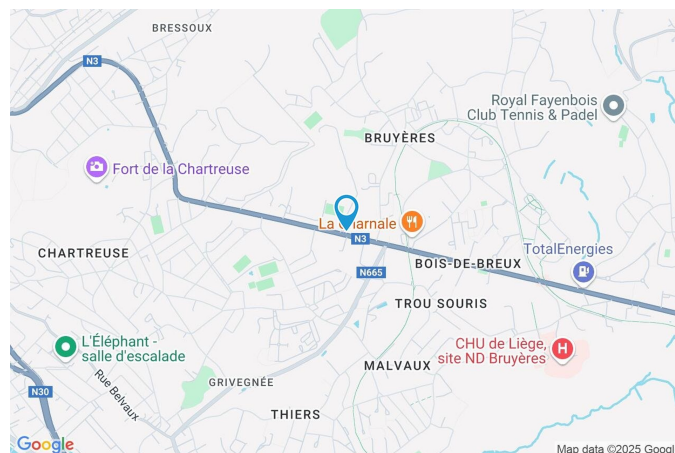 BRESSOUX
N3
Royal Fayenbois
Club Tennis & Padel
BRUYÈRES
Fort de la Chartreuse
La
arnale
N3
CHARTREUSE
BOIS-DE-BREUX
TotalEnergies
N665
TROU SOURIS
L'Éléphant -
salle d'escalade
CHU de Liège,
site ND Bruyères
MALVAUX
Rue Belvaux
N30
GRIVEGNÉE
THIERS
Google
Map data ©2025 Googl